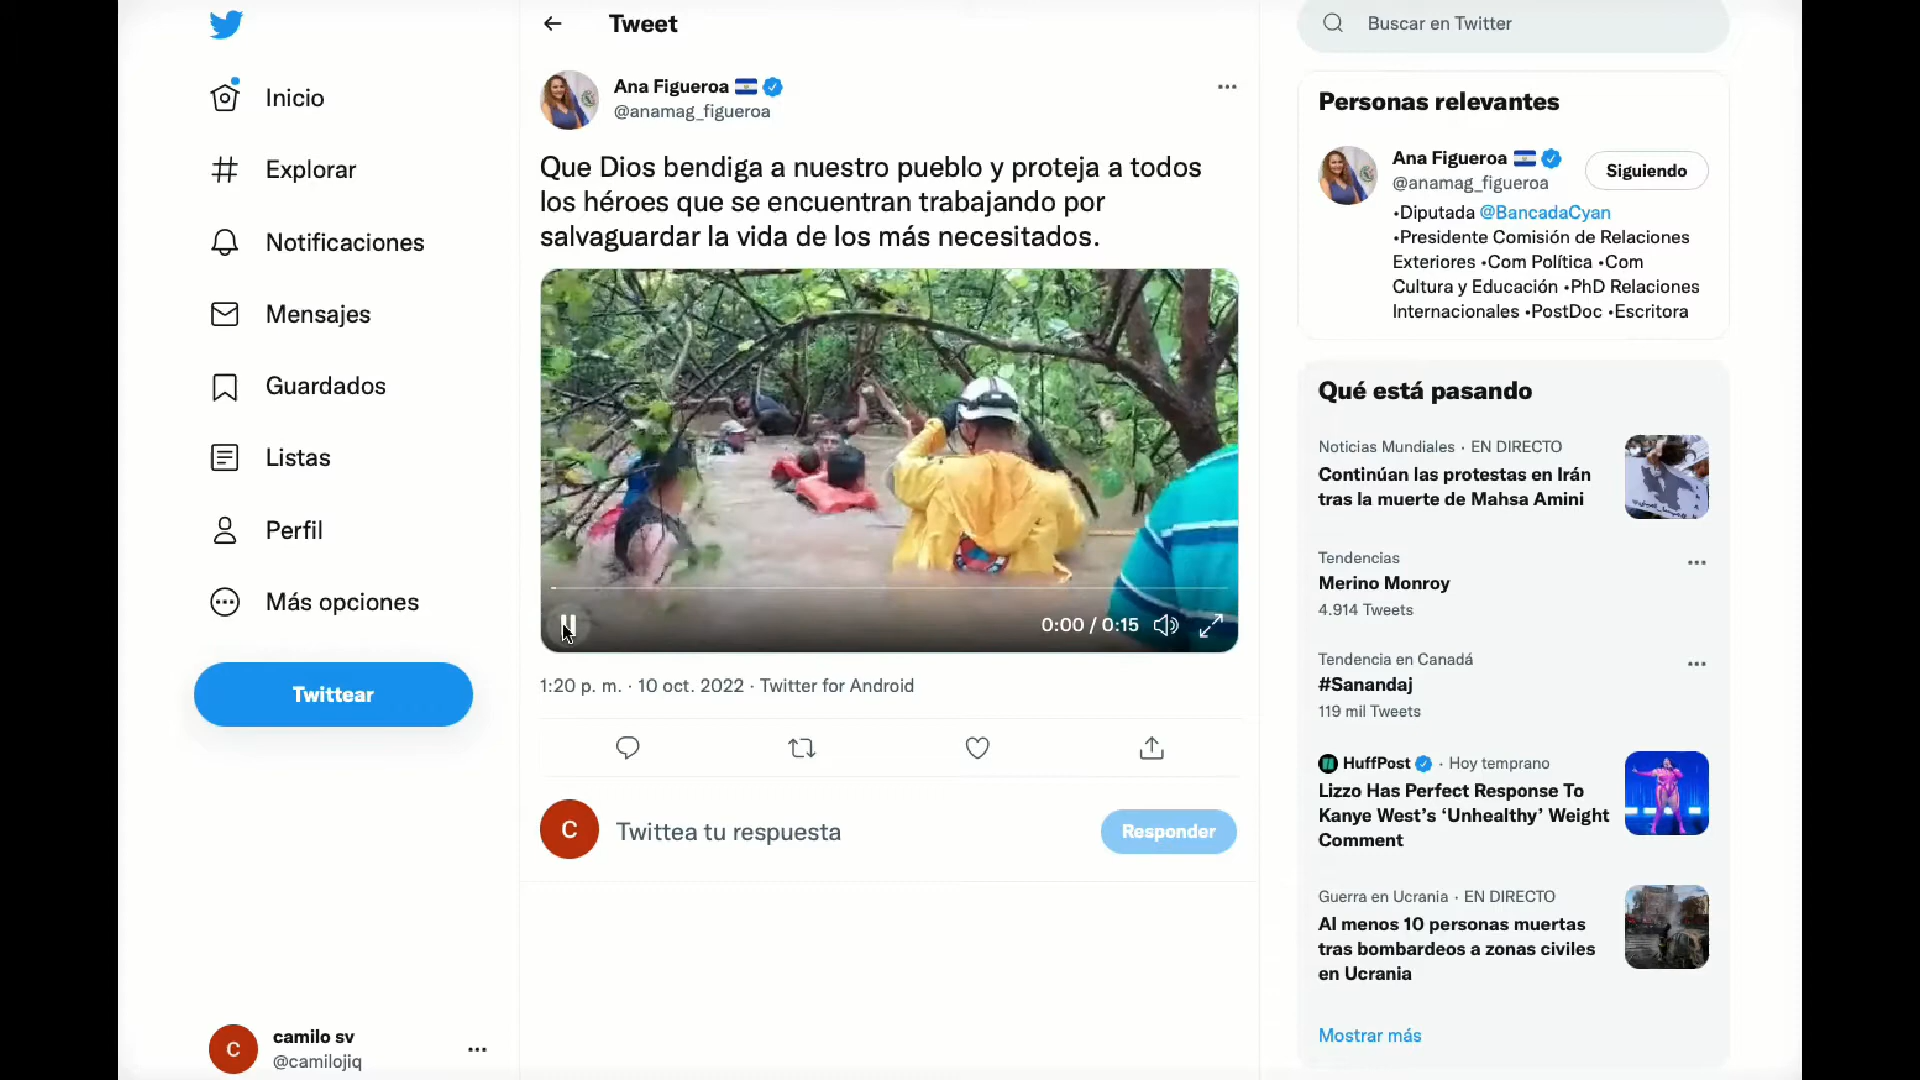 Inicio
Explorar
Notificaciones
Mensajes
Guardados
Listas
Perfil
Más opciones
Twittear
camilo sv
@camilojiq
C
Tweet
Ana Figueroa
@anamag_figueroa
Que Dios bendiga a nuestro pueblo y proteja a todos
los héroes que se encuentran trabajando por
salvaguardar la vida de los más necesitados.
0:00 / 0:15
1:20 p. m. · 10 oct. 2022 · Twitter for Android
C
Twittea tu respuesta
Responder
Buscar en Twitter
Personas relevantes
Ana Figueroa
@anamag_figueroa
Siguiendo
•Diputada @BancadaCyan
•Presidente Comisión de Relaciones
Exteriores •Com Política •Com
Cultura y Educación •PhD Relaciones
Internacionales •PostDoc •Escritora
Qué está pasando
Noticias Mundiales · EN DIRECTO
Continúan las protestas en Irán
tras la muerte de Mahsa Amini
Tendencias
Merino Monroy
4.914 Tweets
Tendencia en Canadá
#Sanandaj
119 mil Tweets
HuffPost · Hoy temprano
Lizzo Has Perfect Response To
Kanye West’s ‘Unhealthy’ Weight
Comment
Guerra en Ucrania · EN DIRECTO
Al menos 10 personas muertas
tras bombardeos a zonas civiles
en Ucrania
Mostrar más